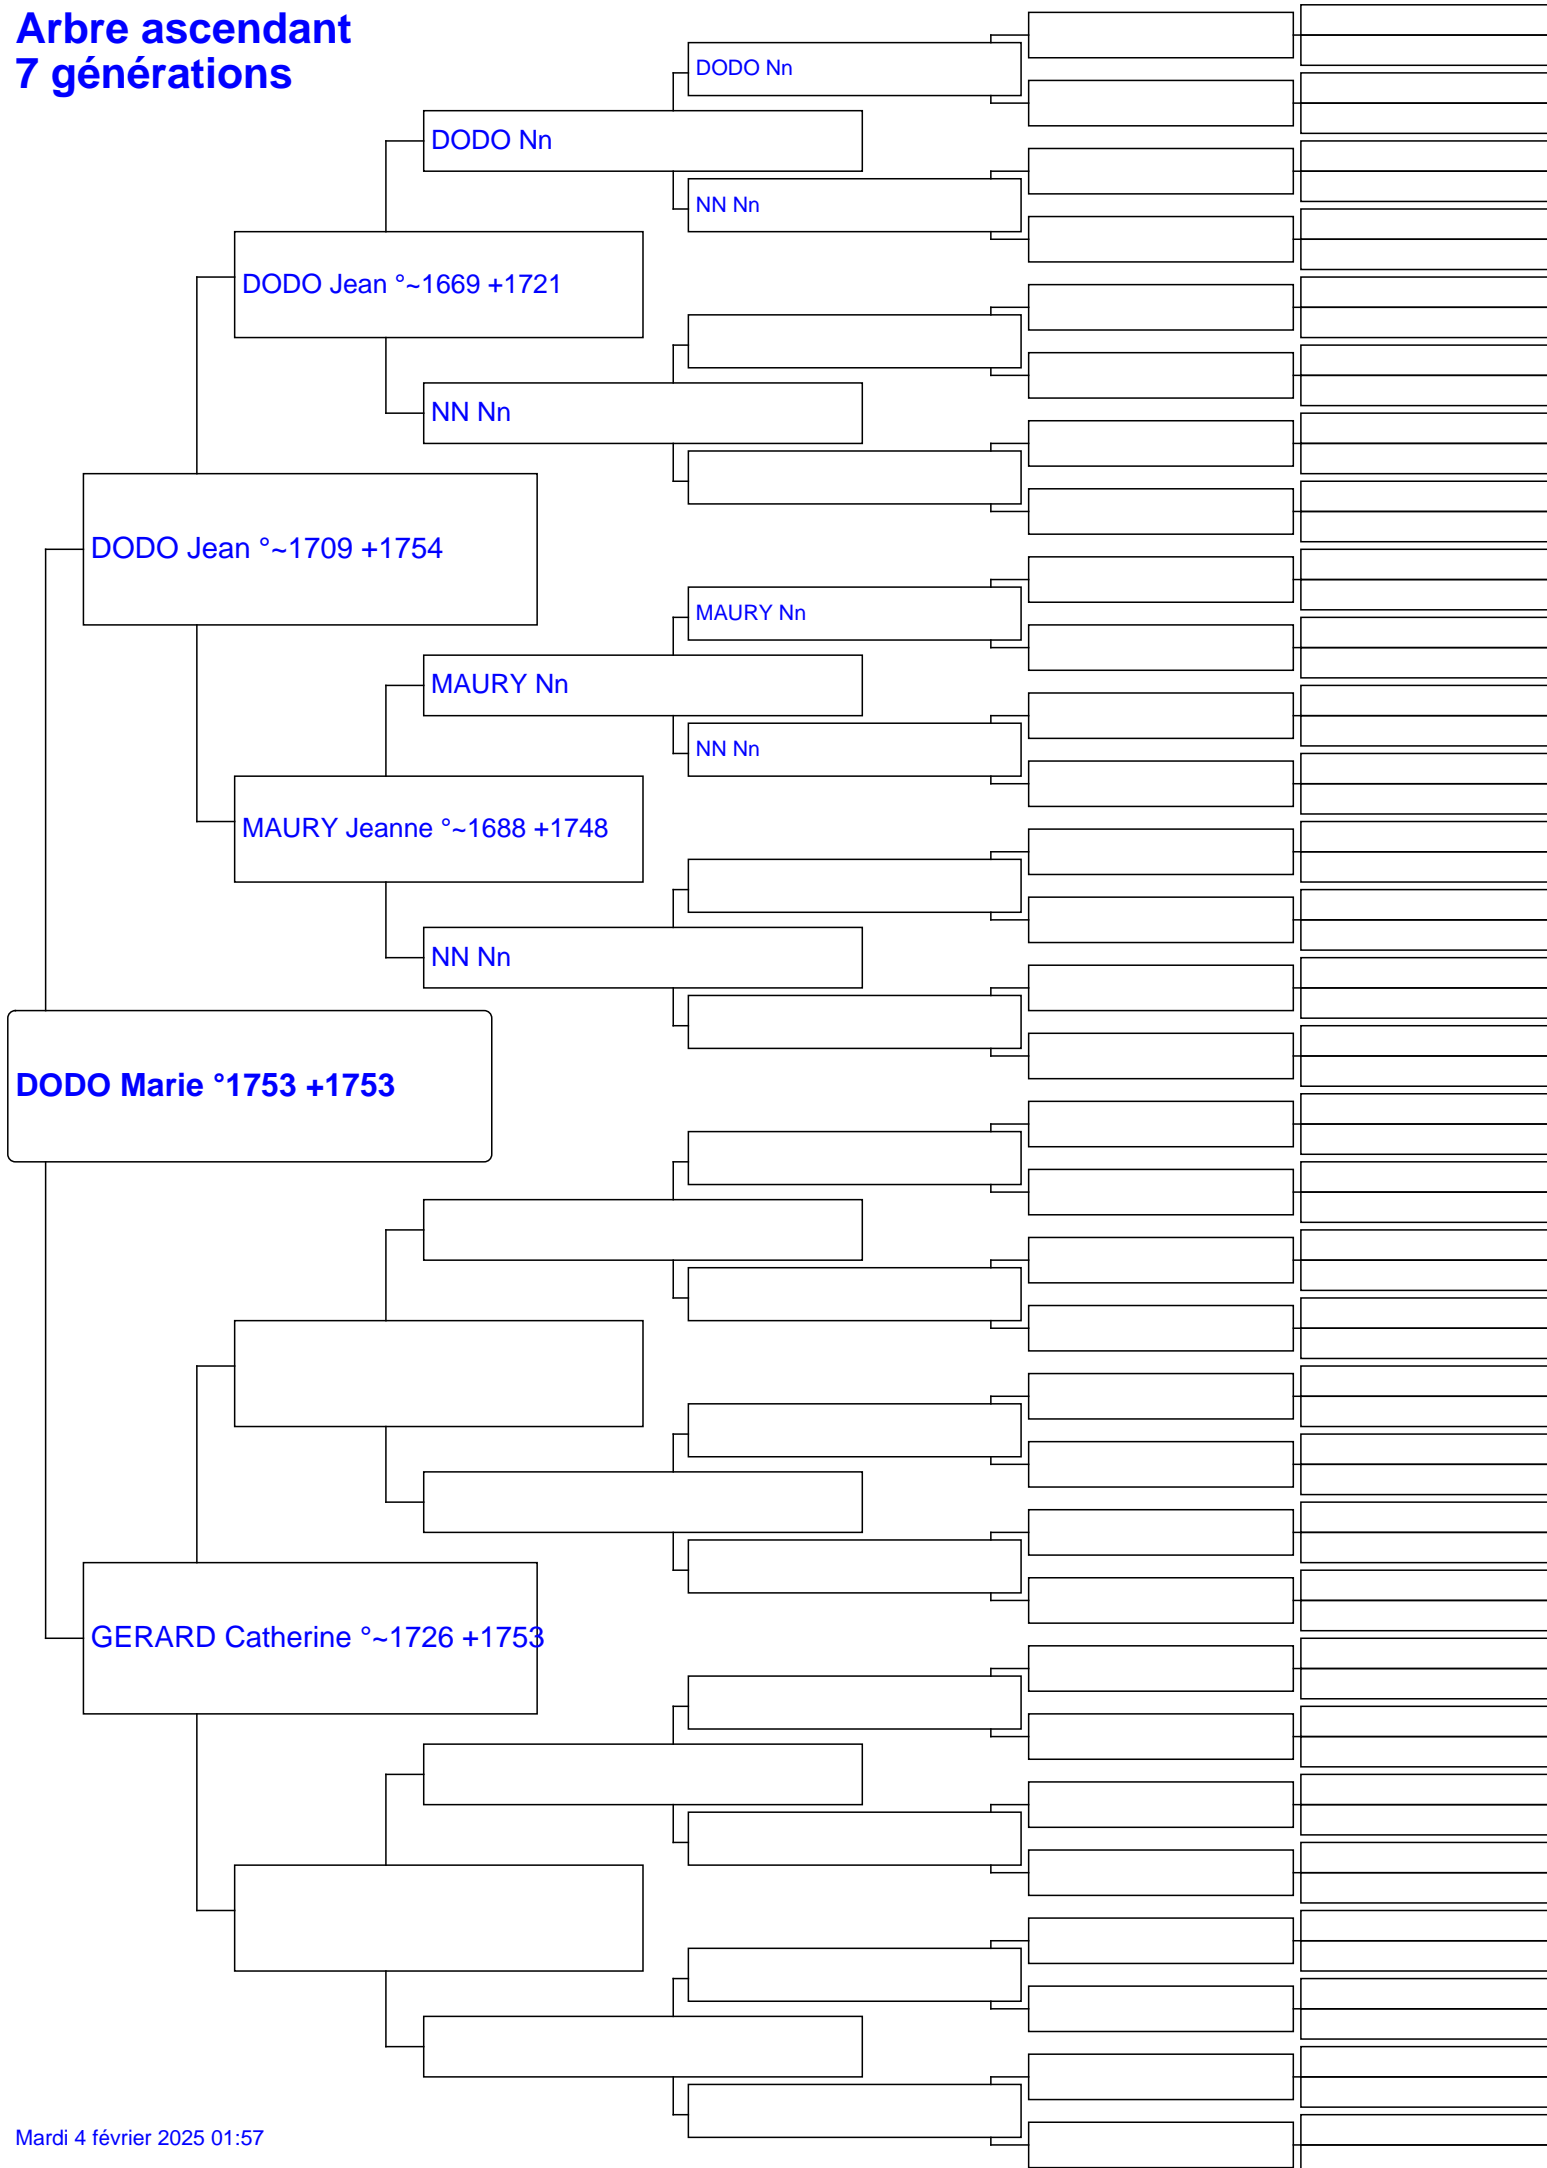 Arbre ascendant
7 générations
DODO Nn
DODO Nn
NN Nn
DODO Jean °~1669 +1721
NN Nn
DODO Jean °~1709 +1754
MAURY Nn
MAURY Nn
NN Nn
MAURY Jeanne °~1688 +1748
NN Nn
DODO Marie °1753 +1753
GERARD Catherine °~1726 +1753
Mardi 4 février 2025 01:57